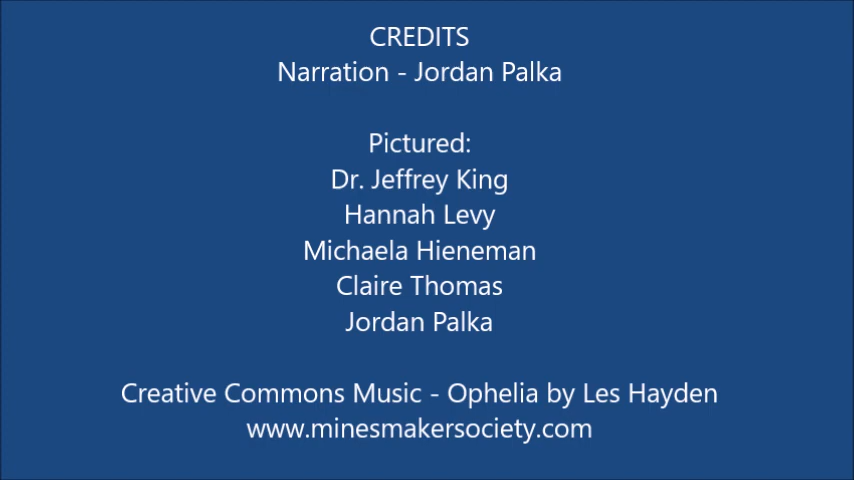 CREDITS
Narration - Jordan Palka
Pictured:
Dr. Jeffrey King
Hannah Levy
Michaela Hieneman
Claire Thomas
Jordan Palka
Creative Commons Music - Ophelia by Les Hayden
www.minesmakersociety.com